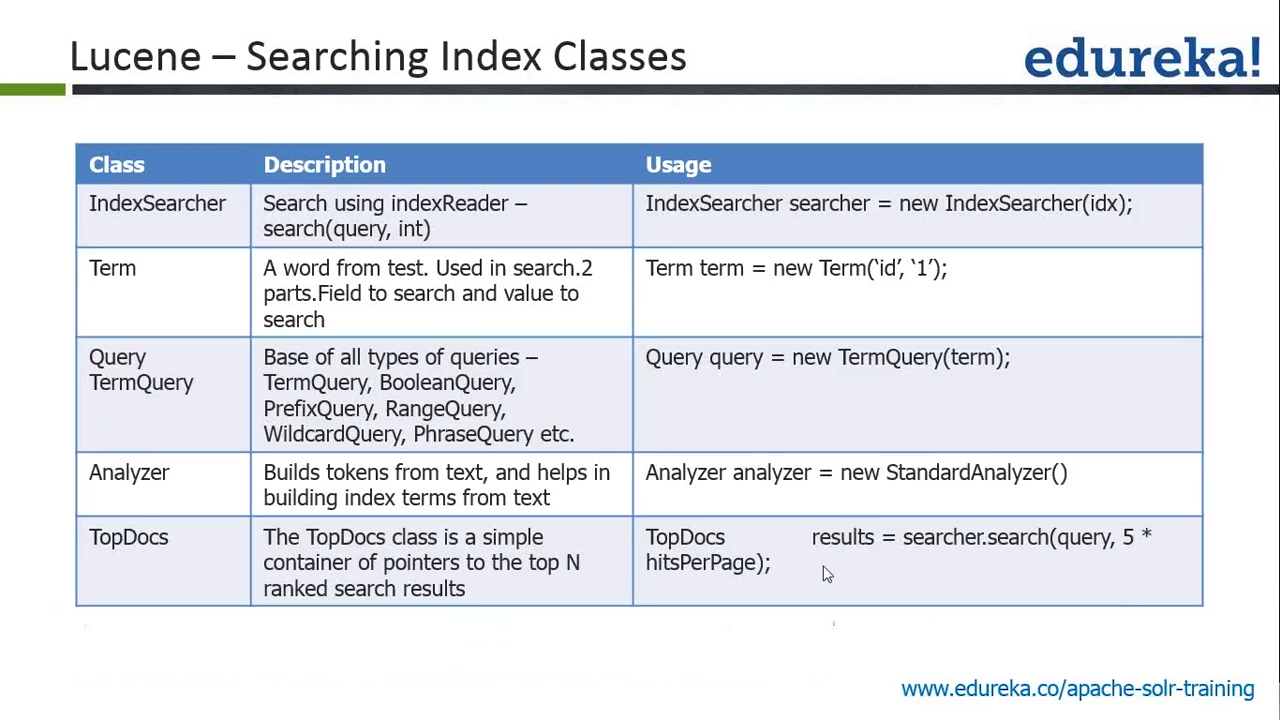 Lucene – Searching Index Classes
edureka!
Class Description Usage
IndexSearcher
Search using indexReader –
search(query, int)
IndexSearcher searcher = new IndexSearcher(idx);
Term
A word from test. Used in search.2
parts.Field to search and value to
search
Term term = new Term(‘id’, ‘1’);
Query
TermQuery
Base of all types of queries –
TermQuery, BooleanQuery,
PrefixQuery, RangeQuery,
WildcardQuery, PhraseQuery etc.
Query query = new TermQuery(term);
Analyzer
Builds tokens from text, and helps in
building index terms from text
Analyzer analyzer = new StandardAnalyzer()
TopDocs
The TopDocs class is a simple
container of pointers to the top N
ranked search results
TopDocs results = searcher.search(query, 5 *
hitsPerPage);
www.edureka.co/apache-solr-training